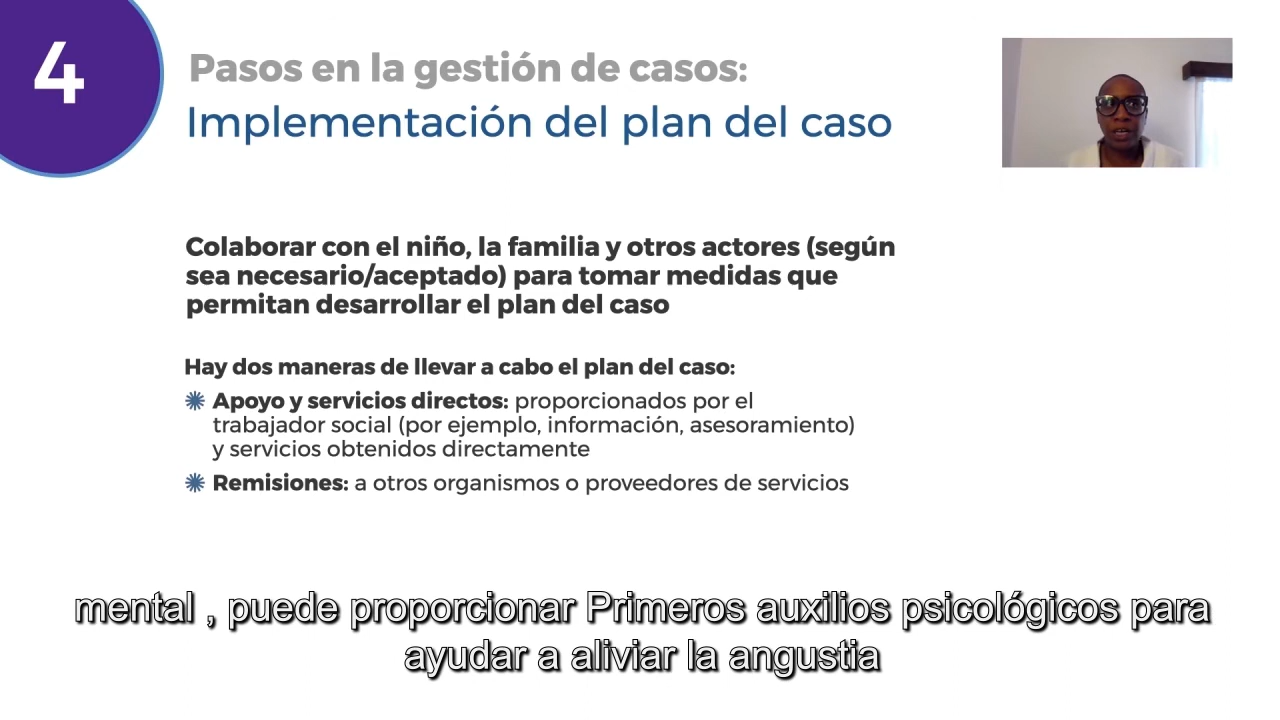 4
Pasos en la gestión de casos:
Implementación del plan del caso
Colaborar con el niño, la familia y otros actores (según
sea necesario/aceptado) para tomar medidas que
permitan desarrollar el plan del caso
Hay dos maneras de llevar a cabo el plan del caso:
Apoyo y servicios directos: proporcionados por el
trabajador social (por ejemplo, información, asesoramiento)
y servicios obtenidos directamente
Remisiones: a otros organismos o proveedores de servicios
mental , puede proporcionar Primeros auxilios psicológicos para
ayudar a aliviar la angustia